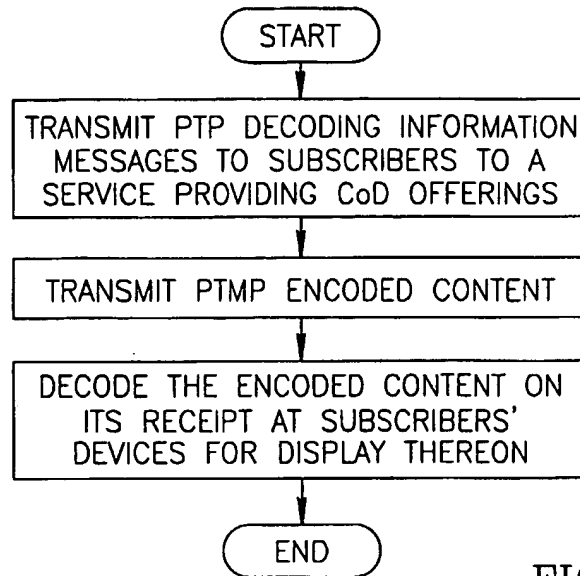 START
TRANSMIT PTP DECODING INFORMATION
MESSAGES TO SUBSCRIBERS TO A
SERVICE PROVIDING CoD OFFERINGS
TRANSMIT PTMP ENCODED CONTENT
DECODE THE ENCODED CONTENT ON
ITS RECEIPT AT SUBSCRIBERS'
DEVICES FOR DISPLAY THEREON
END